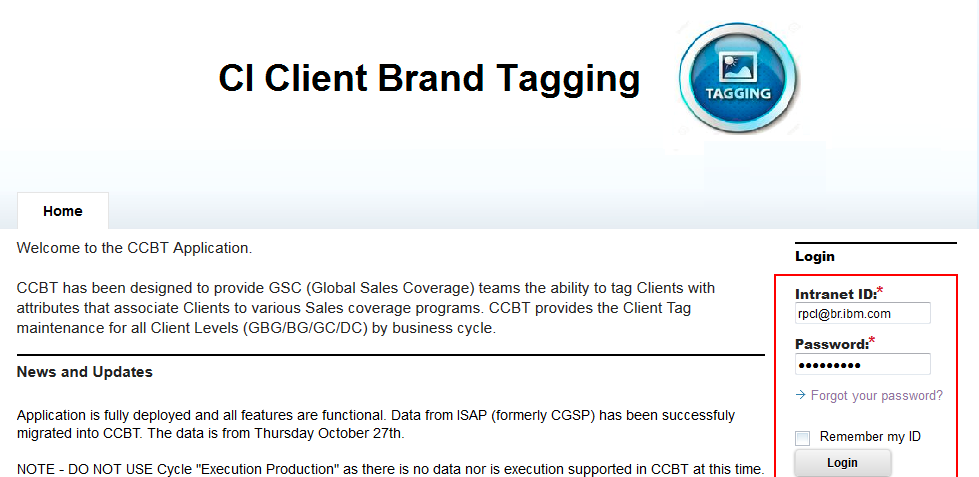 CI Client Brand Tagging
TAGGING
Home
Welcome to the CCBT Application.
CCBT has been designed to provide GSC (Global Sales Coverage) teams the ability to tag Clients with
attributes that associate Clients to various Sales coverage programs. CCBT provides the Client Tag
maintenance for all Client Levels (GBG/BG/GC/DC) by business cycle.
News and Updates
Application is fully deployed and all features are functional. Data from ISAP (formerly CGSP) has been successfuly
migrated into CCBT. The data is from Thursday October 27th.
NOTE - DO NOT USE Cycle "Execution Production" as there is no data nor is execution supported in CCBT at this time.
Login
Intranet ID:*
rpcl@br.ibm.com
Password:*
•••••••••
Forgot your password?
Remember my ID
Login